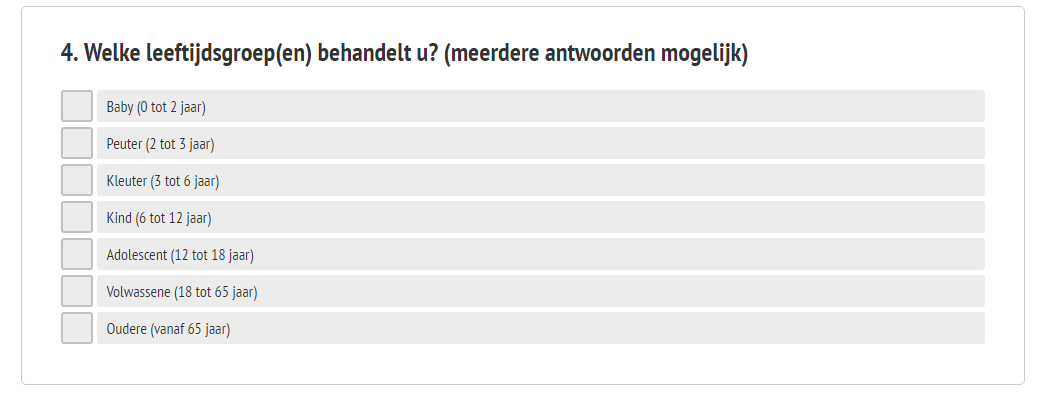 4. Welke leeftijdsgroep(en) behandelt u? (meerdere antwoorden mogelijk)
Baby (0 tot 2 jaar)
Peuter (2 tot 3 jaar)
Kleuter (3 tot 6 jaar)
Kind (6 tot 12 jaar)
Adolescent (12 tot 18 jaar)
Volwassene (18 tot 65 jaar)
Oudere (vanaf 65 jaar)